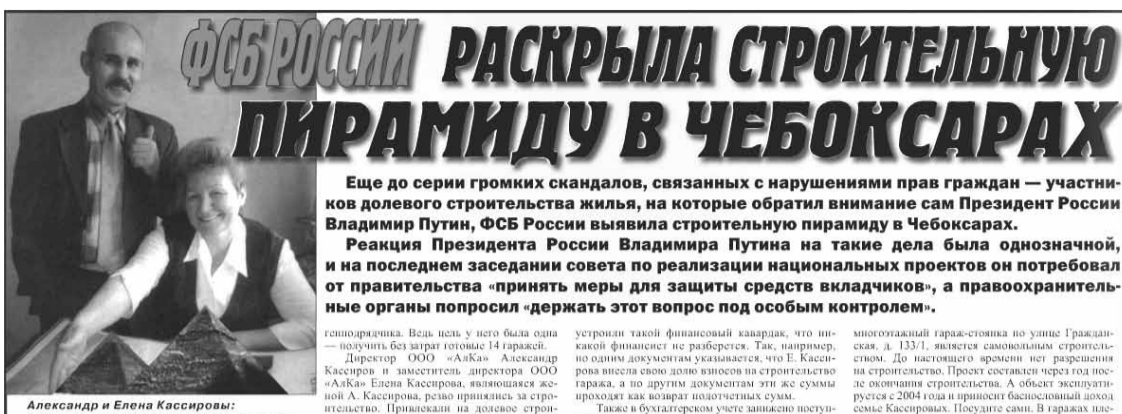 ФСБ РОССИИ РАСКРЫЛА СТРОИТЕЛЬНУЮ
ПИРАМИДУ В ЧЕБОКСАРАХ
Еще до серии громких скандалов, связанных с нарушениями прав граждан — участни-
ков долевого строительства жилья, на которые обратил внимание сам Президент России
Владимир Путин, ФСБ России выявила строительную пирамиду в Чебоксарах.
Реакция Президента России Владимира Путина на такие дела была однозначной,
и на последнем заседании совета по реализации национальных проектов он потребовал
от правительства «принять меры для защиты средств вкладчиков», а правоохранитель-
ные органы попросил «держать этот вопрос под особым контролем».
Александр и Елена Кассировы:
генподрядчика. Ведь цель у него была одна
— получить без затрат готовые 14 гаражей.
Директор ООО «АлКа» Александр
Кассиров и заместитель директора ООО
«АлКа» Елена Кассирова, являющаяся же-
ной А. Кассирова, резво принялись за стро-
ительство. Привлекали на долевое строи-
устроили такой финансовый кавардак, что ни-
какой финансист не разберется. Так, например,
по одним документам указывается, что Е. Касси-
рова внесла свою долю взносов на строительство
гаража, а по другим документам эти же суммы
проходят как возврат подотчетных сумм.
Также в бухгалтерском учете занижено поступ-
многоэтажный гараж-стоянка по улице Граждан-
ская, д. 133/1, является самовольным строитель-
ством. До настоящего времени нет разрешения
на строительство. Проект составлен через год пос-
ле окончания строительства. А объект эксплуати-
руется с 2004 года и приносит баснословный доход
семье Кассировых. Посудите сами. В гаражах име-